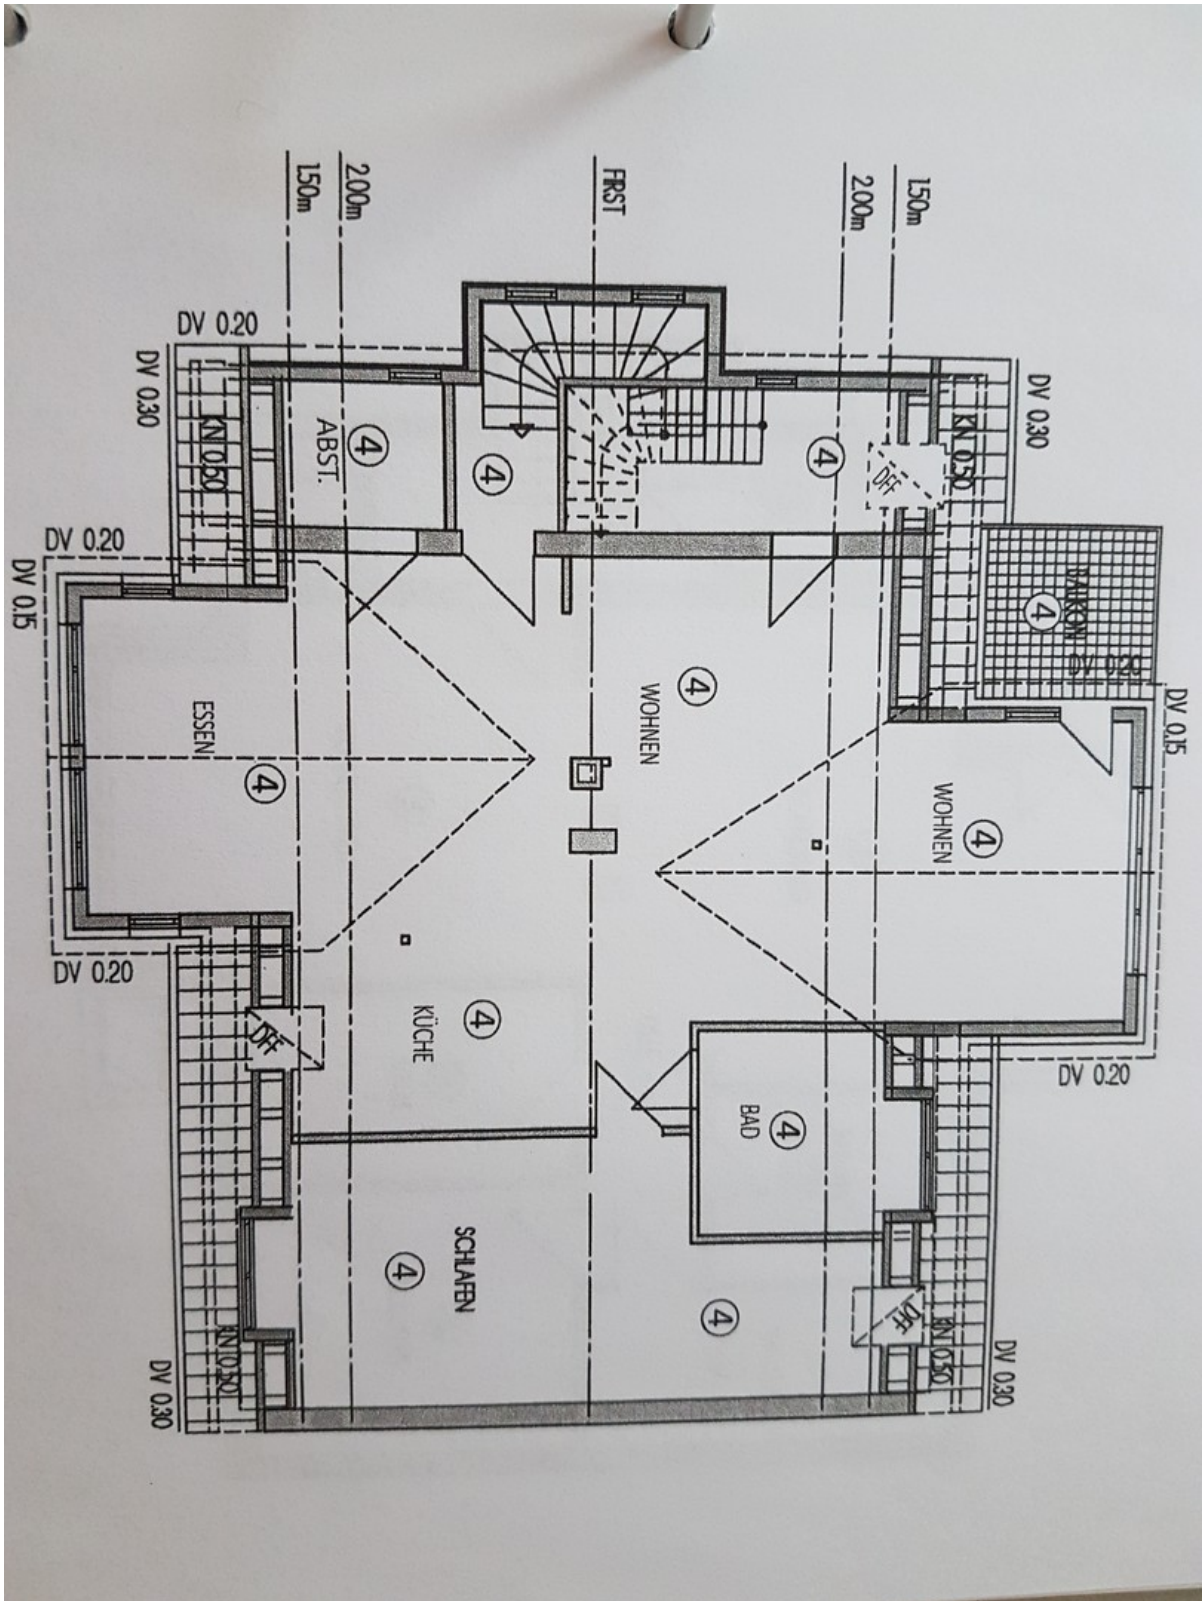 1.50m
2.00m
FIRST
2.00m
1.50m
DV 0.20
DV 0.30
DV 0.30
KN 0.50
ABST.
4
4
4
DFF
KN 0.50
DV 0.20
DV 0.15
BALKON
4
DV 0.20
DV 0.15
ESSEN
4
WOHNEN
4
WOHNEN
4
DV 0.20
DFF
KÜCHE
4
BAD
4
DV 0.20
SCHLAFEN
4
4
DFF
KN 0.50
KN 0.50
DV 0.30
DV 0.30